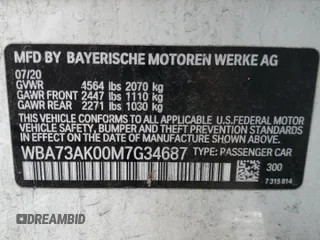 MFD BY BAYERISCHE MOTOREN WERKE AG
07/20
GVWR 4564 lbs 2070 kg
GAWR FRONT 2447 lbs 1110 kg
GAWR REAR 2271 lbs 1030 kg
THIS VEHICLE CONFORMS TO ALL APPLICABLE U.S. FEDERAL MOTOR
VEHICLE SAFETY, BUMPER, AND THEFT PREVENTION STANDARDS
IN EFFECT ON THE DATE OF MANUFACTURE SHOWN ABOVE.
WBA73AK00M7G34687 TYPE: PASSENGER CAR
300
7 315 814
AUTOBIDMASTER